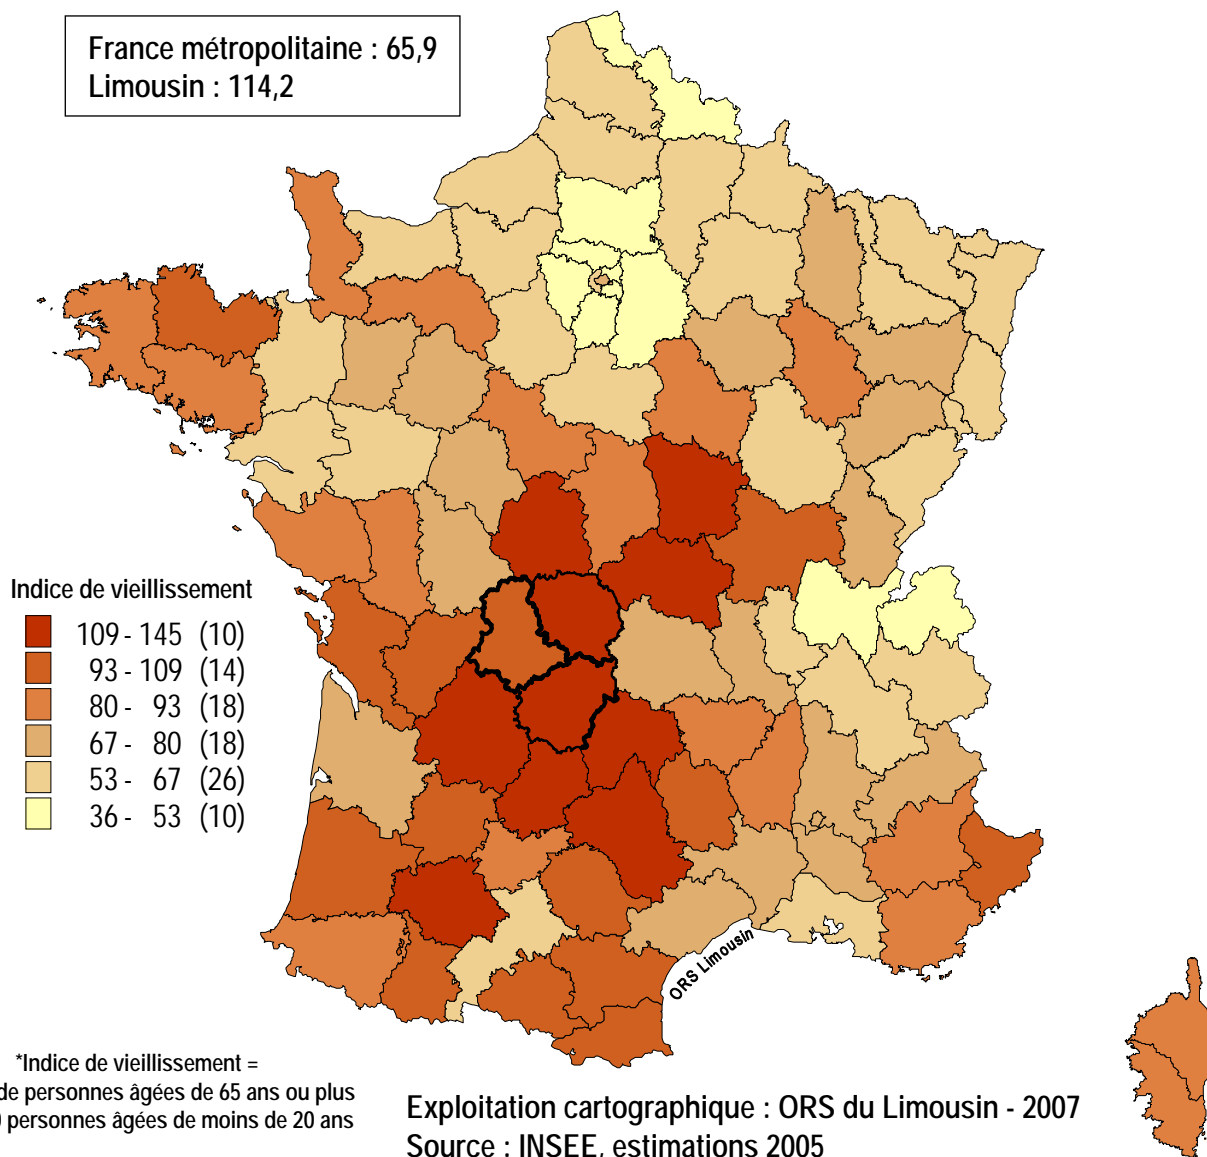 France métropolitaine : 65,9
Limousin : 114,2
Indice de vieillissement
109 - 145 (10)
93 - 109 (14)
80 - 93 (18)
67 - 80 (18)
53 - 67 (26)
36 - 53 (10)
ORS Limousin
*Indice de vieillissement =
de personnes âgées de 65 ans ou plus
personnes âgées de moins de 20 ans
Exploitation cartographique : ORS du Limousin - 2007
Source : INSEE, estimations 2005